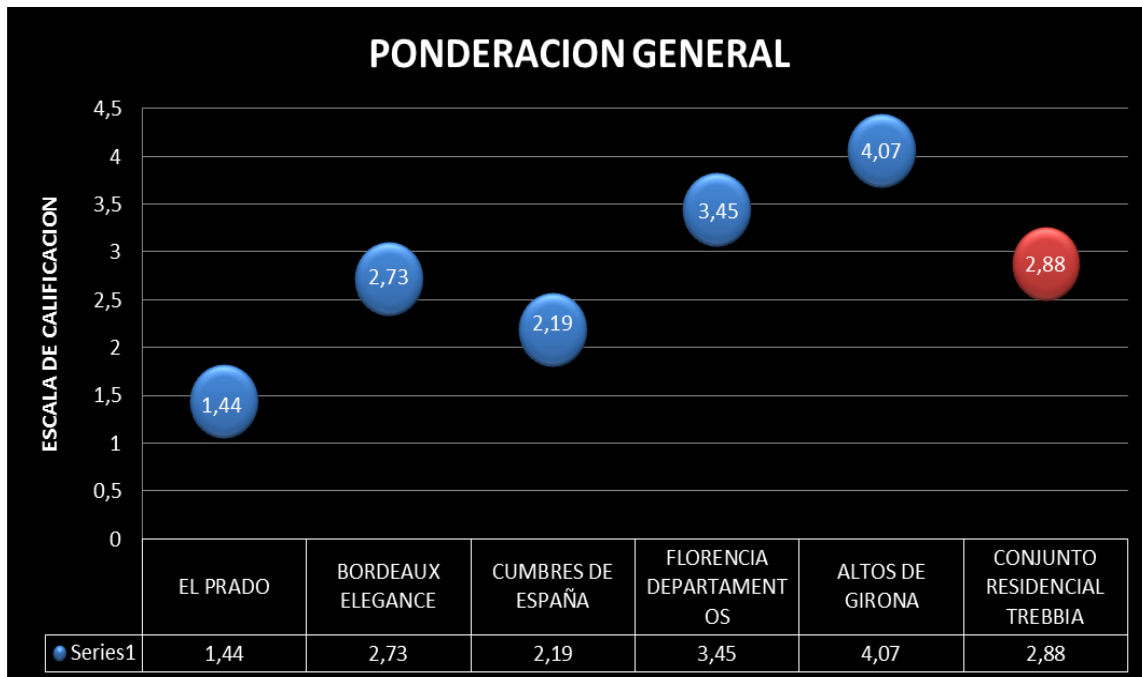 PONDERACION GENERAL
ESCALA DE CALIFICACION
4,5
4
3,5
3
2,5
2
1,5
1
0,5
0
1,44
2,73
2,19
3,45
4,07
2,88
EL PRADO
BORDEAUX
ELEGANCE
CUMBRES DE
ESPAÑA
FLORENCIA
DEPARTAMENT
OS
ALTOS DE
GIRONA
CONJUNTO
RESIDENCIAL
TREBBIA
Series1 1,44 2,73 2,19 3,45 4,07 2,88